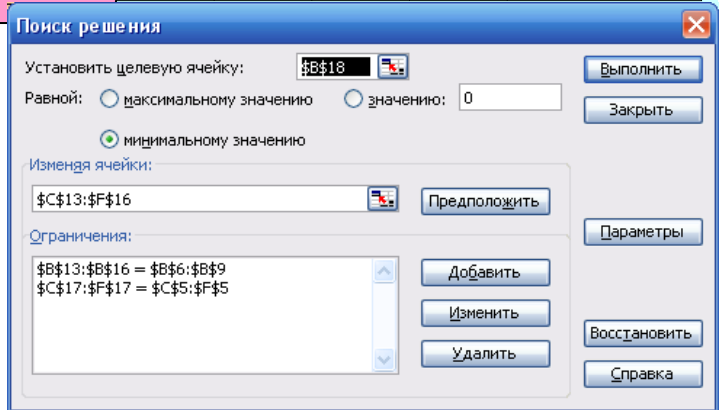 Поиск решения
Установить целевую ячейку: $B$18
Выполнить
Равной: максимальному значению значению: 0
Закрыть
минимальному значению
Изменяя ячейки:
$C$13:$F$16
Предположить
Параметры
Ограничения:
$B$13:$B$16 = $B$6:$B$9
$C$17:$F$17 = $C$5:$F$5
Добавить
Изменить
Восстановить
Удалить
Справка